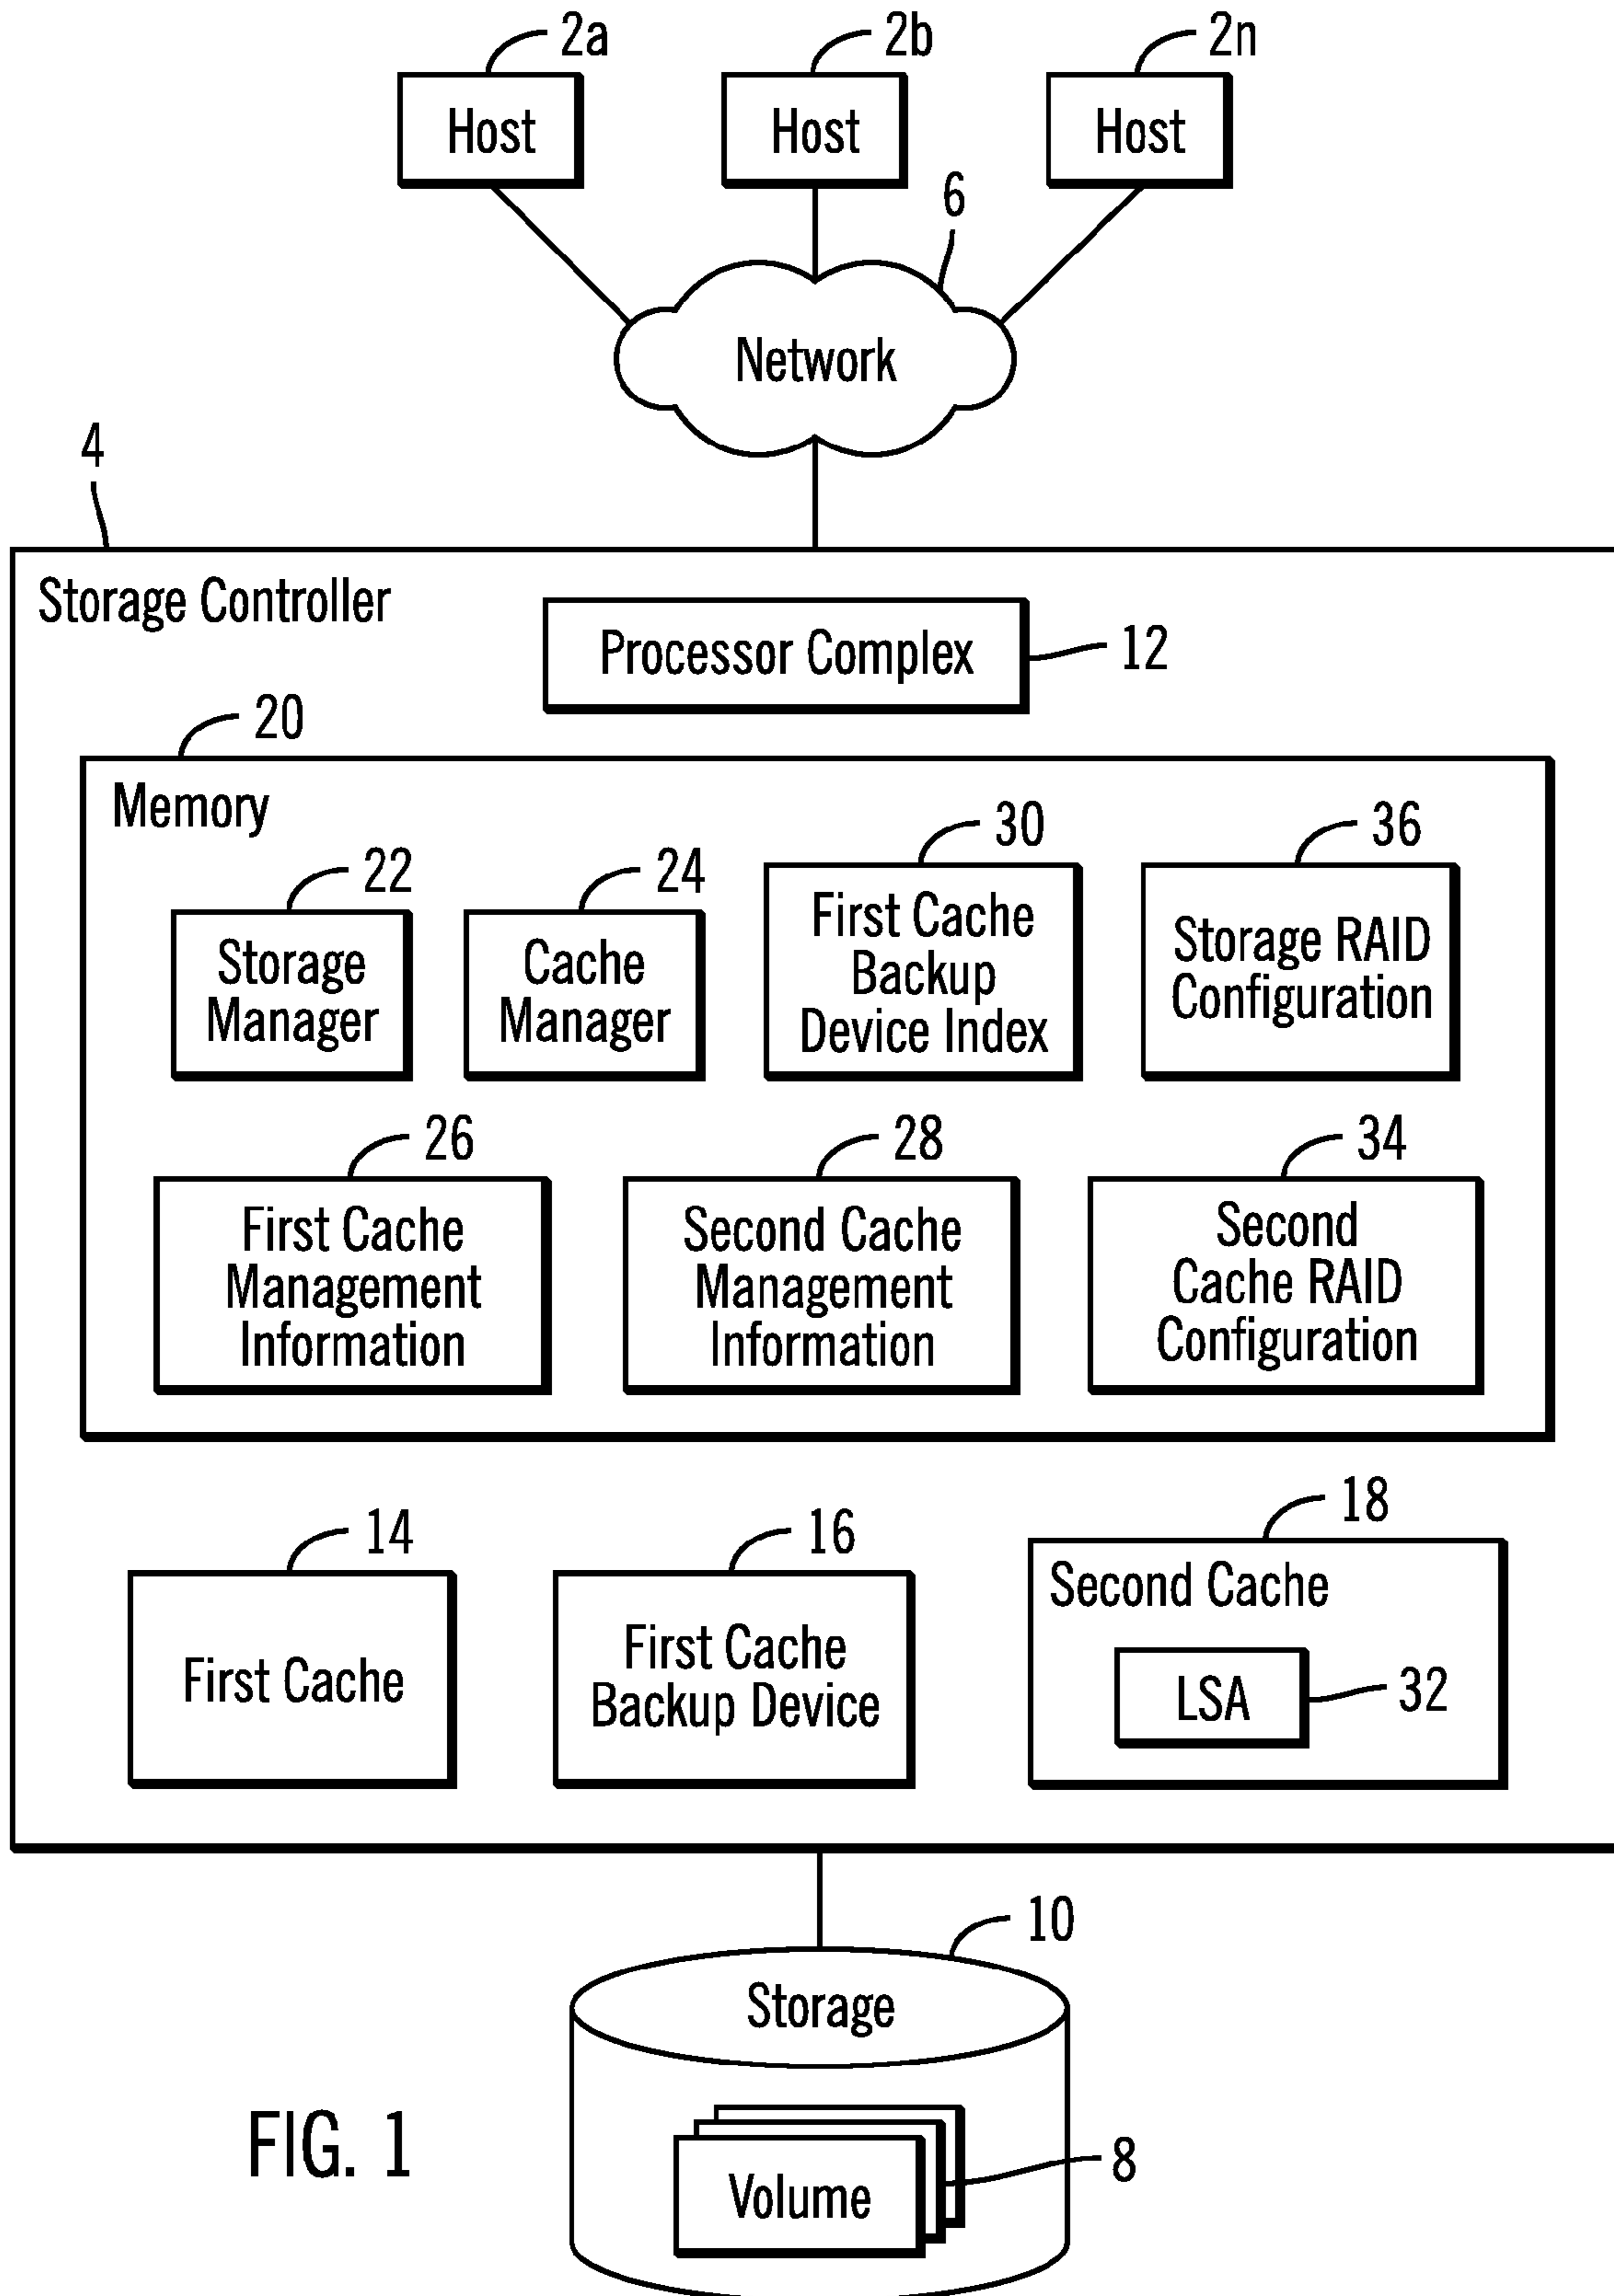 2a
2b
2n
Host
Host
Host
6
Network
4
Storage Controller
Processor Complex
12
20
Memory
22
24
30
36
Storage
Manager
Cache
Manager
First Cache
Backup
Device Index
Storage RAID
Configuration
26
28
34
First Cache
Management
Information
Second Cache
Management
Information
Second
Cache RAID
Configuration
14
16
18
First Cache
First Cache
Backup Device
Second Cache
LSA
32
10
Storage
Volume
8
FIG. 1